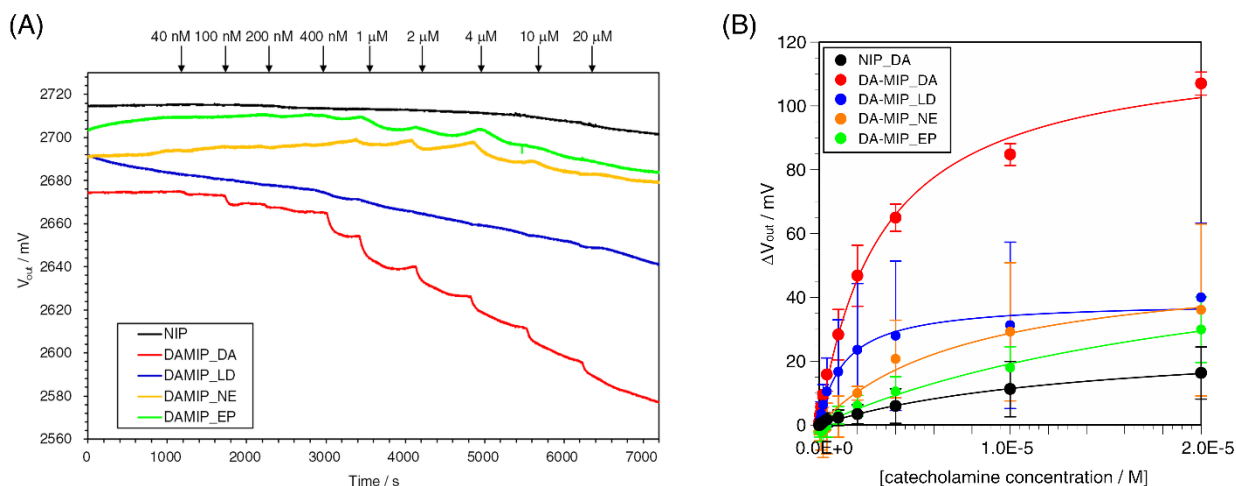 (A)
40 nM 100 nM 200 nM 400 nM 1 μM 2 μM 4 μM 10 μM 20 μM
2720
2700
2680
2660
2640
2620
2600
2580
2560
V_out / mV
NIP
DAMIP_DA
DAMIP_LD
DAMIP_NE
DAMIP_EP
0 1000 2000 3000 4000 5000 6000 7000
Time / s
(B)
120
100
80
60
40
20
0
ΔV_out / mV
NIP_DA
DA-MIP_DA
DA-MIP_LD
DA-MIP_NE
DA-MIP_EP
0.0E+0 1.0E-5 2.0E-5
[catecholamine concentration / M]